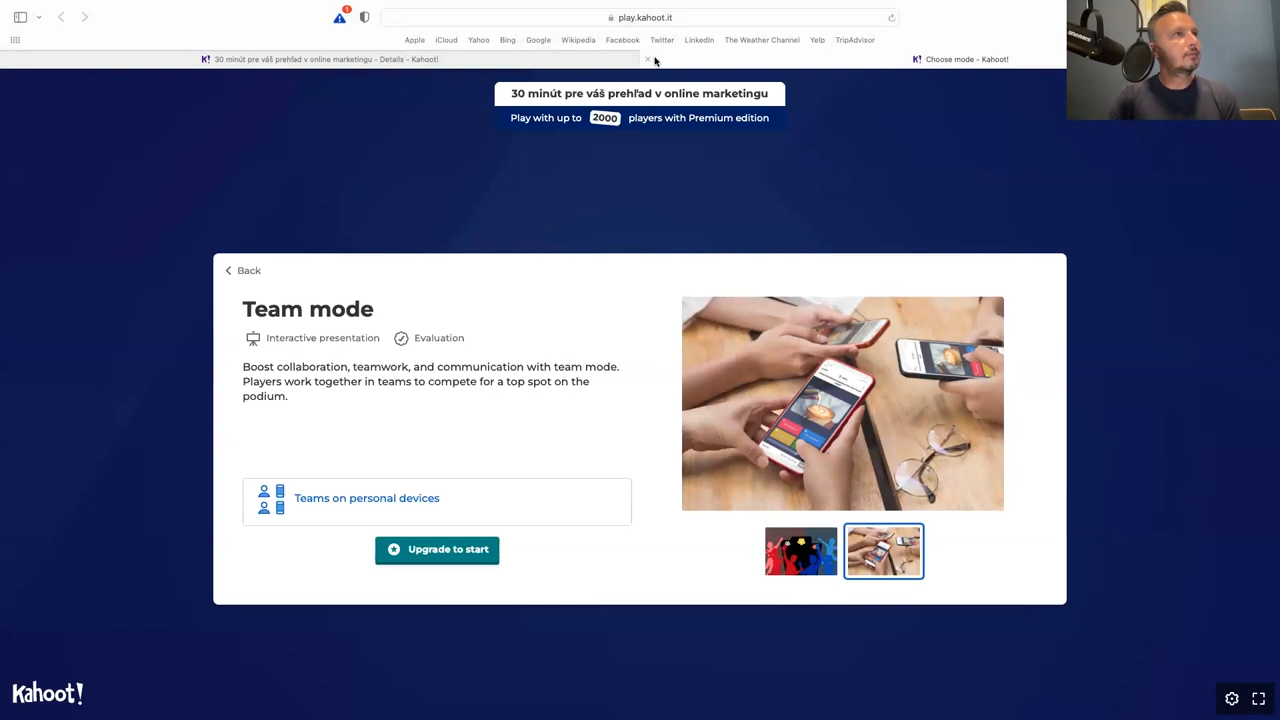 1
play.kahoot.it
Apple iCloud Yahoo Bing Google Wikipedia Facebook Twitter LinkedIn The Weather Channel Yelp TripAdvisor
K! 30 minút pre váš prehľad v online marketingu - Details - Kahoot!
K! Choose mode - Kahoot!
30 minút pre váš prehľad v online marketingu
Play with up to 2000 players with Premium edition
Back
Team mode
Interactive presentation Evaluation
Boost collaboration, teamwork, and communication with team mode.
Players work together in teams to compete for a top spot on the
podium.
Teams on personal devices
Upgrade to start
Kahoot!